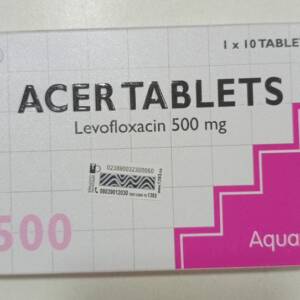 1 x 10 TABLET
ACER TABLETS
Levofloxacin 500 mg
500
Aqua